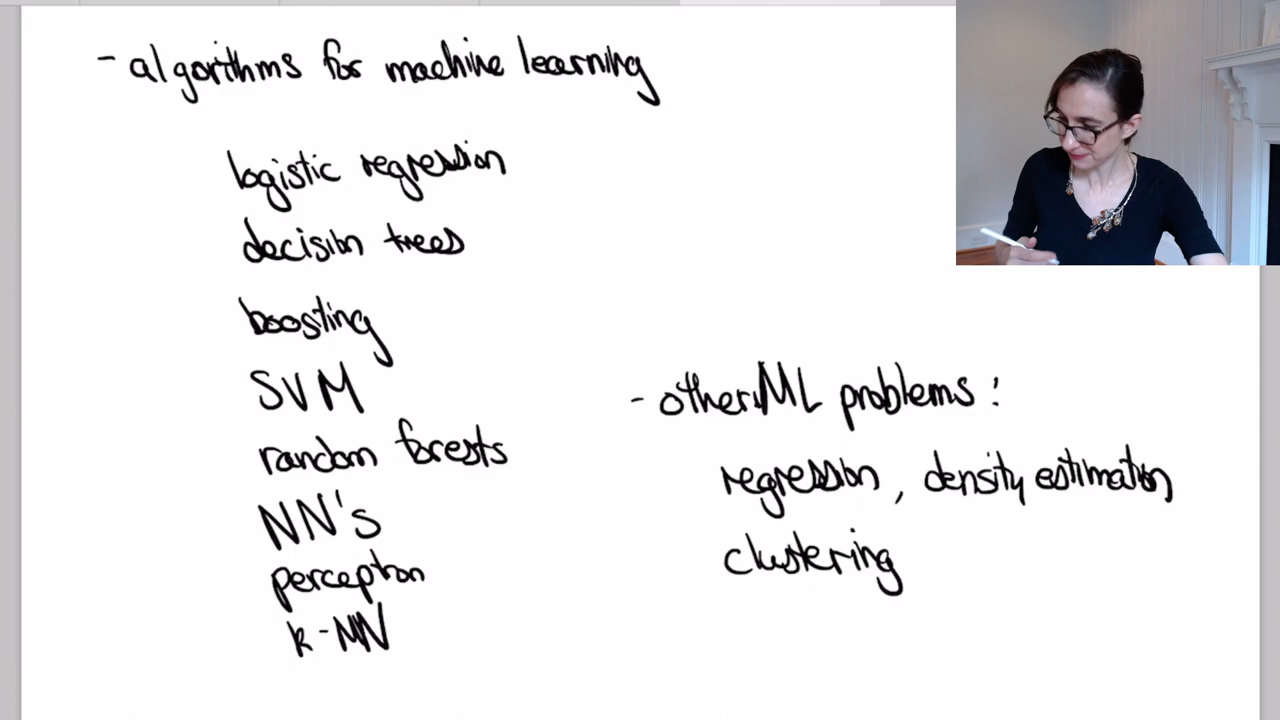 - algorithms for machine learning
logistic regression
decision trees
boosting
SVM
random forests
NN's
perceptron
k-NN
- other ML problems:
regression, density estimation
clustering